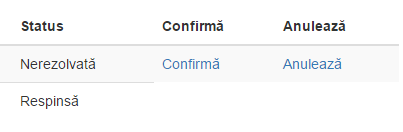 Status Confirmă Anulează
Nerezolvată Confirmă Anulează
Respinsă